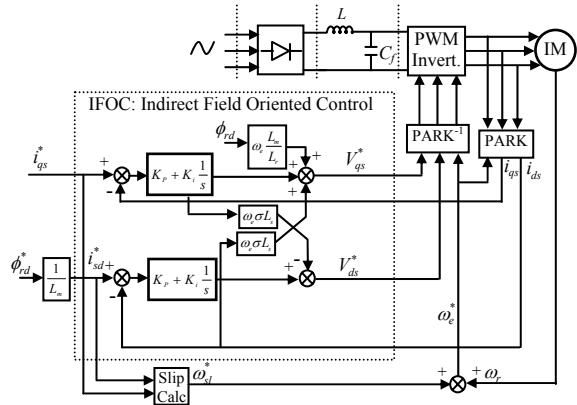 L
C_f
PWM
Invert.
IM
IFOC: Indirect Field Oriented Control
ϕ_rd
ω_e L_m/L_r
PARK⁻¹
PARK
i*_qs
+
-
K_P + K_i 1/s
+
+
+
V*_qs
i_qs
i_ds
ω_e σL_s
ω_e σL_s
ϕ*_rd
1/L_m
i*_sd
+
-
K_P + K_i 1/s
+
-
V*_ds
ω*_e
Slip
Calc
ω*_sl
+
+
ω_r